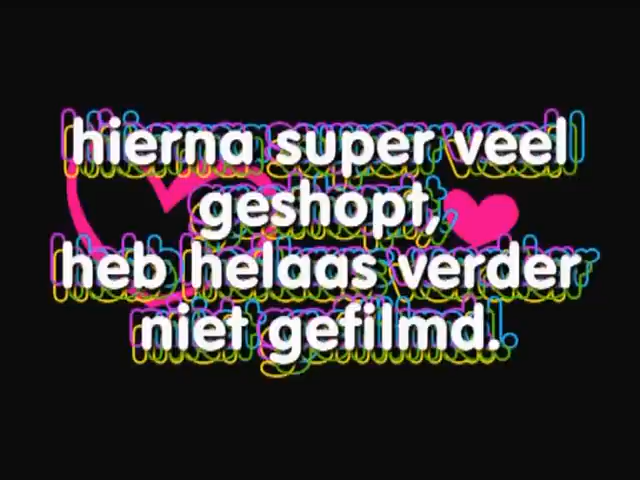 hierna super veel
geshopt,
heb helaas verder
niet gefilmd.